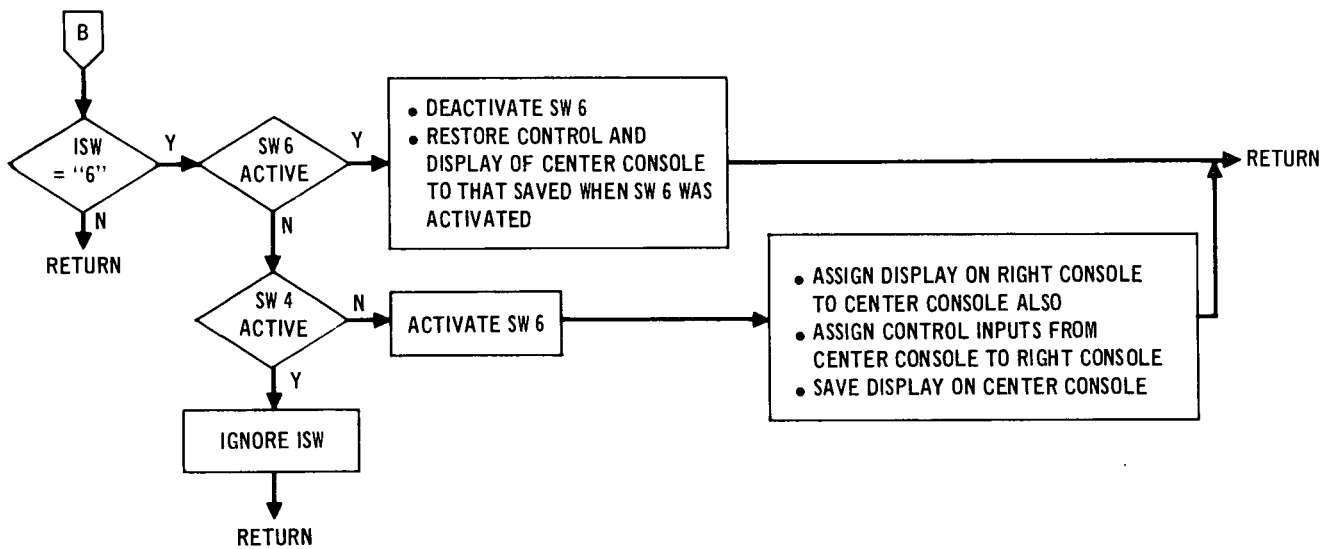 B
ISW
= "6"
Y
N
RETURN
SW 6
ACTIVE
Y
N
• DEACTIVATE SW 6
• RESTORE CONTROL AND
DISPLAY OF CENTER CONSOLE
TO THAT SAVED WHEN SW 6 WAS
ACTIVATED
RETURN
SW 4
ACTIVE
N
Y
ACTIVATE SW 6
• ASSIGN DISPLAY ON RIGHT CONSOLE
TO CENTER CONSOLE ALSO
• ASSIGN CONTROL INPUTS FROM
CENTER CONSOLE TO RIGHT CONSOLE
• SAVE DISPLAY ON CENTER CONSOLE
IGNORE ISW
RETURN